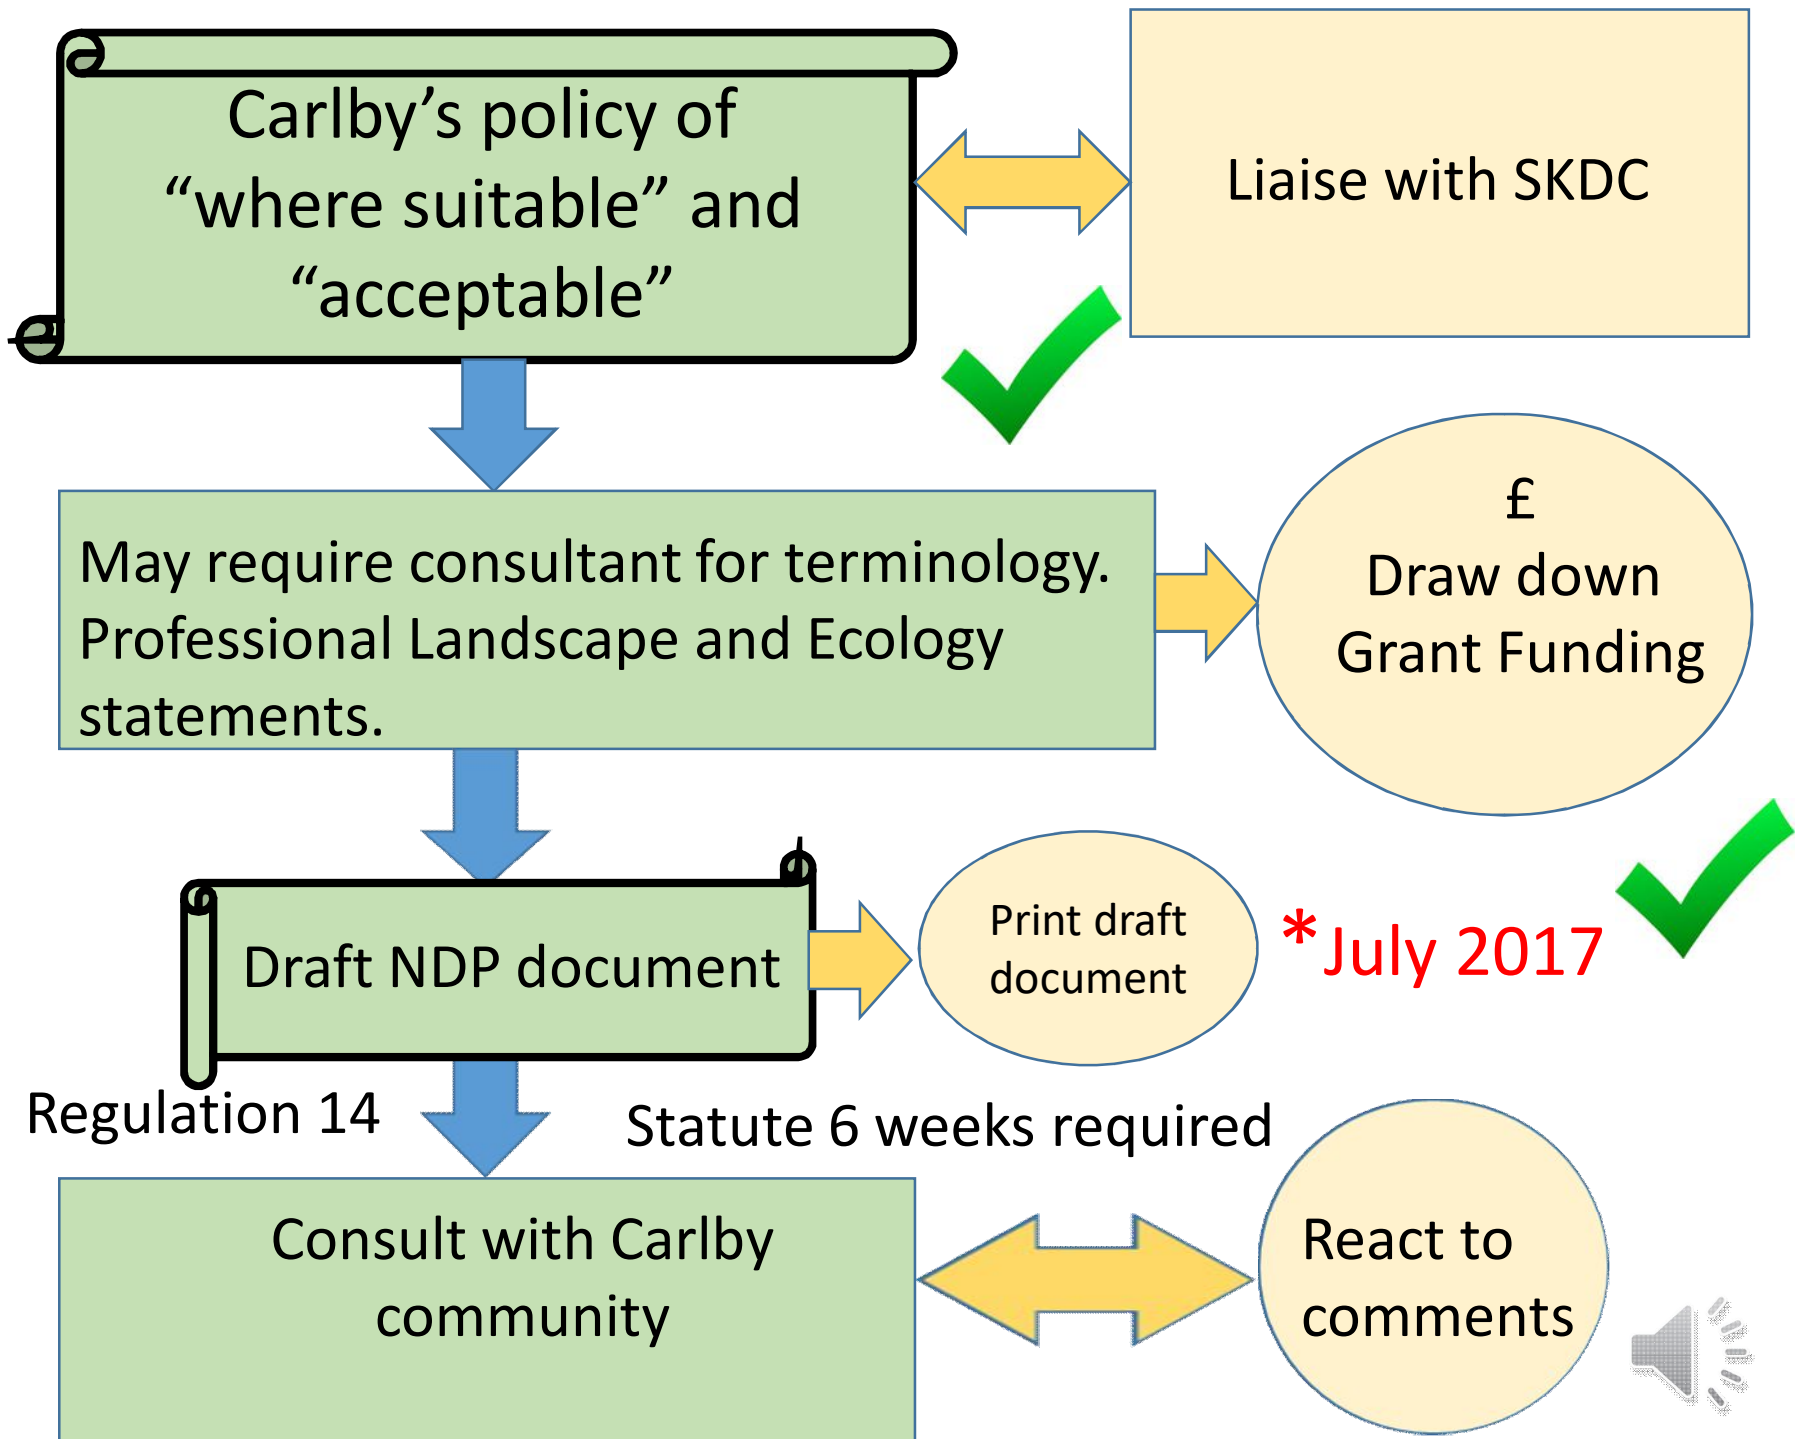 Carlby’s policy of
“where suitable” and
“acceptable”
Liaise with SKDC
May require consultant for terminology.
Professional Landscape and Ecology
statements.
£
Draw down
Grant Funding
Draft NDP document
Print draft
document
*July 2017
Regulation 14
Statute 6 weeks required
Consult with Carlby
community
React to
comments